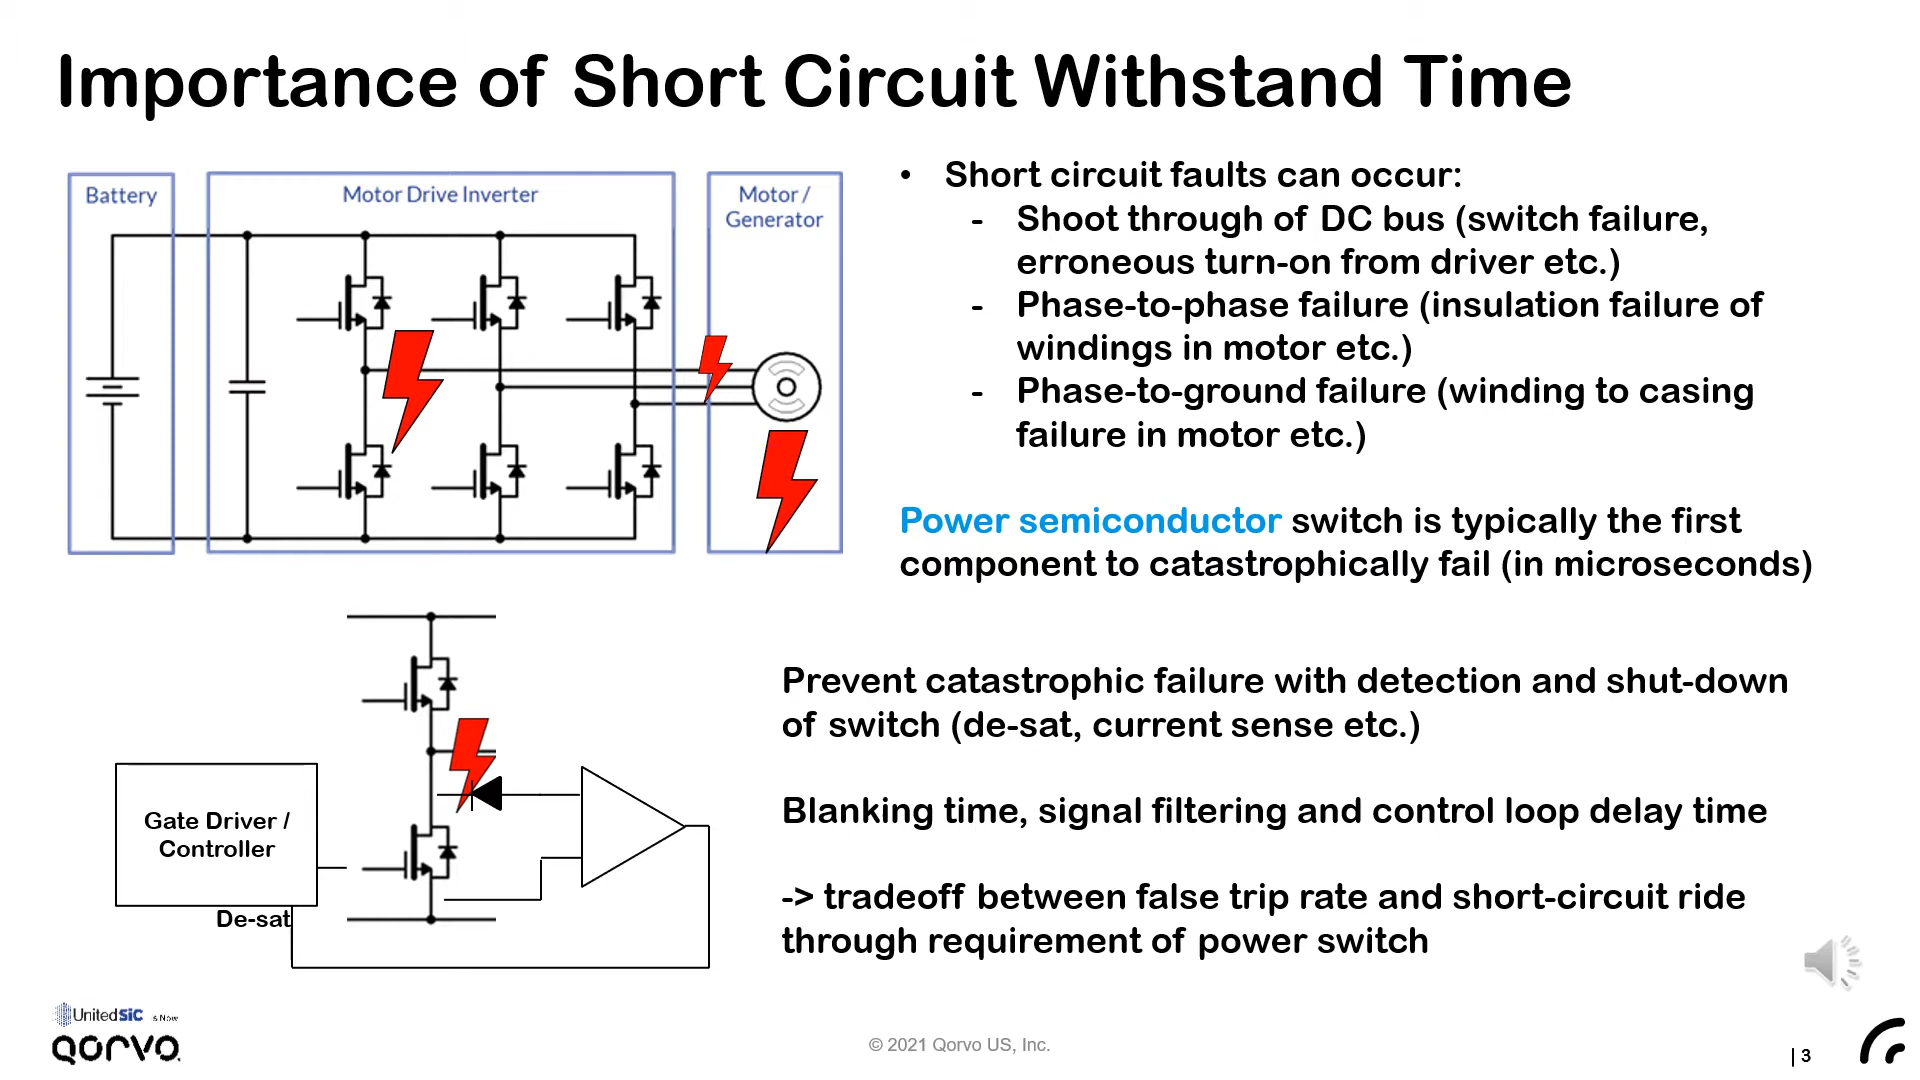 Importance of Short Circuit Withstand Time
Battery
Motor Drive Inverter
Motor /
Generator
• Short circuit faults can occur:
- Shoot through of DC bus (switch failure,
erroneous turn-on from driver etc.)
- Phase-to-phase failure (insulation failure of
windings in motor etc.)
- Phase-to-ground failure (winding to casing
failure in motor etc.)
Power semiconductor switch is typically the first
component to catastrophically fail (in microseconds)
Prevent catastrophic failure with detection and shut-down
of switch (de-sat, current sense etc.)
Blanking time, signal filtering and control loop delay time
-> tradeoff between false trip rate and short-circuit ride
through requirement of power switch
Gate Driver /
Controller
De-sat
UnitedSiC is Now
QORVO
© 2021 Qorvo US, Inc.
| 3